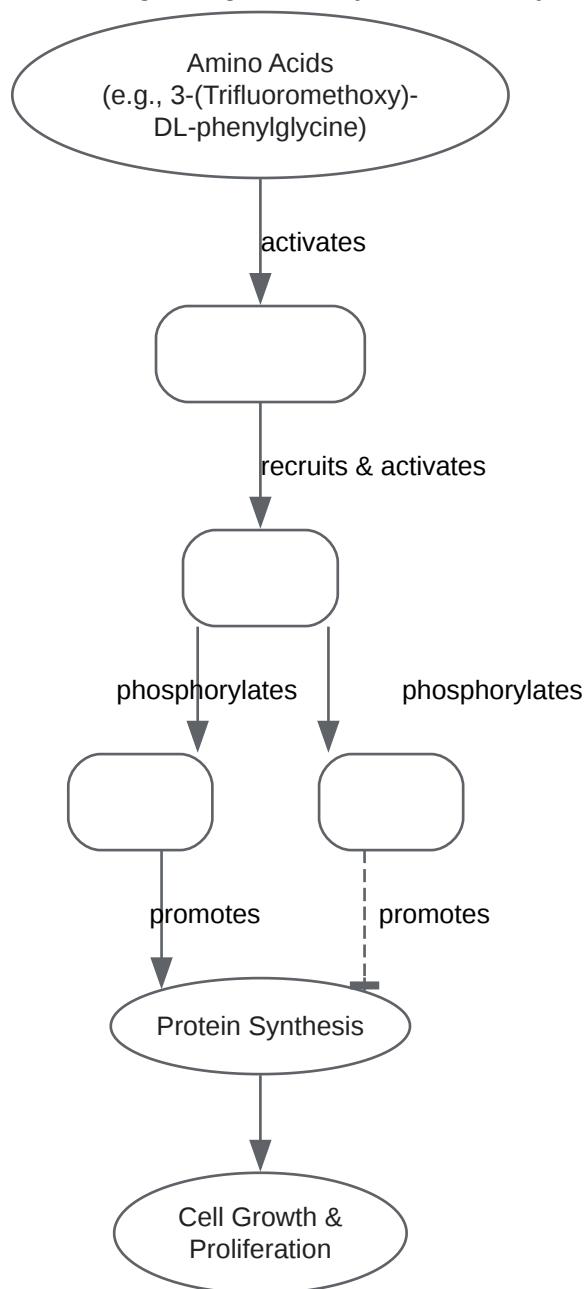 Amino Acids
(e.g., 3-(Trifluoromethoxy)-
DL-phenylglycine)
activates
recruits & activates
phosphorylates
phosphorylates
promotes
promotes
Protein Synthesis
Cell Growth &
Proliferation